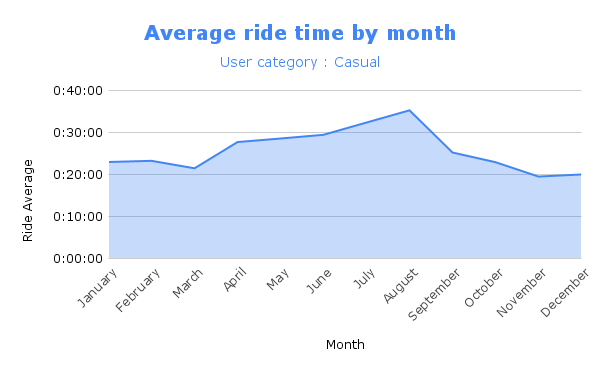 Average ride time by month
User category : Casual
0:40:00
0:30:00
0:20:00
0:10:00
0:00:00
Ride Average
January
February
March
April
May
June
July
August
September
October
November
December
Month